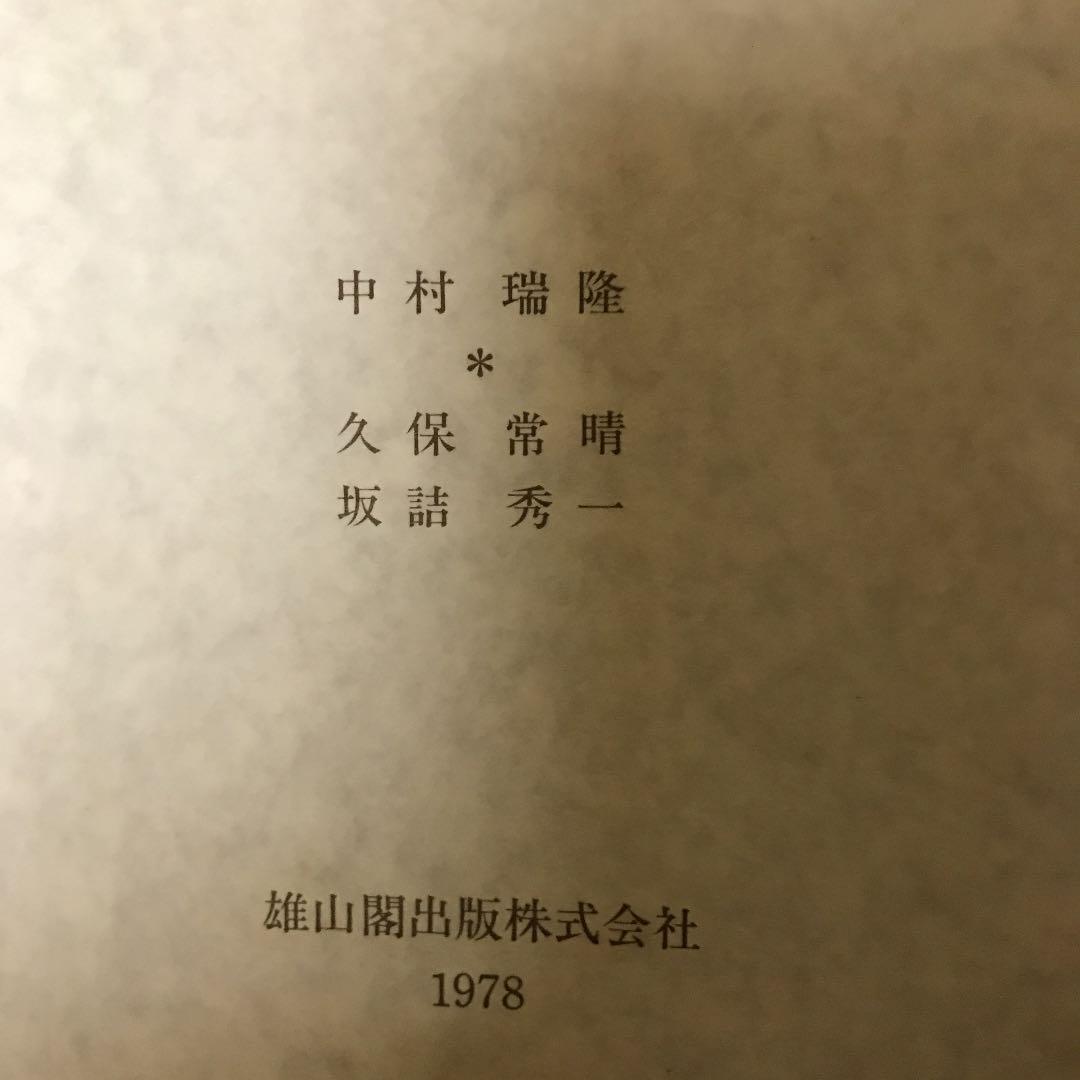 中村 瑞隆
*
久保 常晴
坂詰 秀一
雄山閣出版株式会社
1978